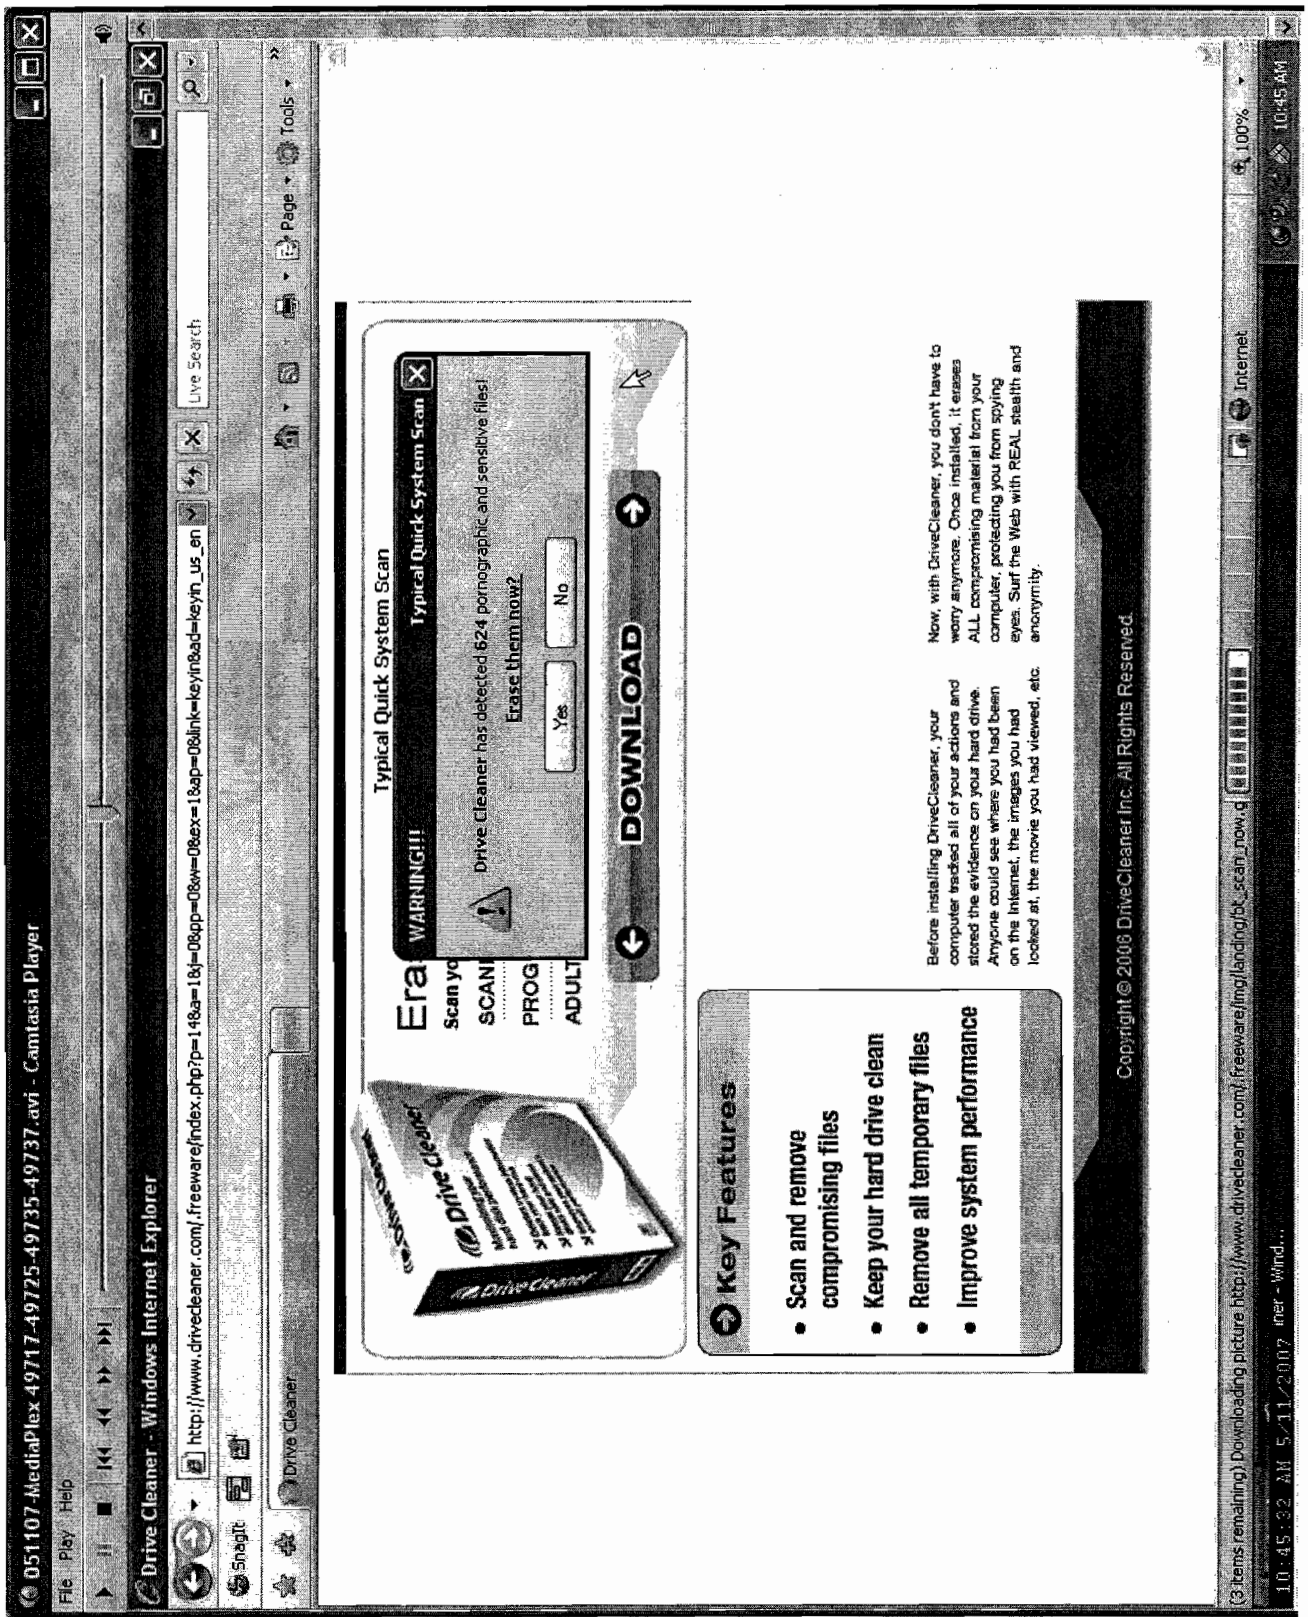 051107-MediaPlex 49717-49725-49735-49737.avi - Camtasia Player
File Play Help
Drive Cleaner - Windows Internet Explorer
http://www.drivecleaner.com/.freeware/index.php?p=14&a=1&j=0&pp=0&w=0&ex=1&ap=0&link=keyin&ad=keyin_us_en
Live Search
SnagIt
Drive Cleaner
Page
Tools
Typical Quick System Scan
Era
WARNING!!!
Typical Quick System Scan
Scan yo
SCAN
PROG
ADULT
Drive Cleaner has detected 624 pornographic and sensitive files!
Erase them now?
Yes
No
DOWNLOAD
DriveCleaner
DriveCleaner
DriveCleaner
Key Features
• Scan and remove
compromising files
• Keep your hard drive clean
• Remove all temporary files
• Improve system performance
Before installing DriveCleaner, your
computer tracked all of your actions and
stored the evidence on your hard drive.
Anyone could see where you had been
on the Internet, the images you had
looked at, the movie you had viewed, etc.
Now, with DriveCleaner, you don't have to
worry anymore. Once installed, it erases
ALL compromising material from your
computer, protecting you from spying
eyes. Surf the Web with REAL stealth and
anonymity.
Copyright © 2006 DriveCleaner Inc. All Rights Reserved.
(3 items remaining) Downloading picture http://www.drivecleaner.com/.freeware/img/landing/bt_scan_now.g
Internet
100%
10:45:32 AM 5/11/2007
iner - Wind...
10:45 AM